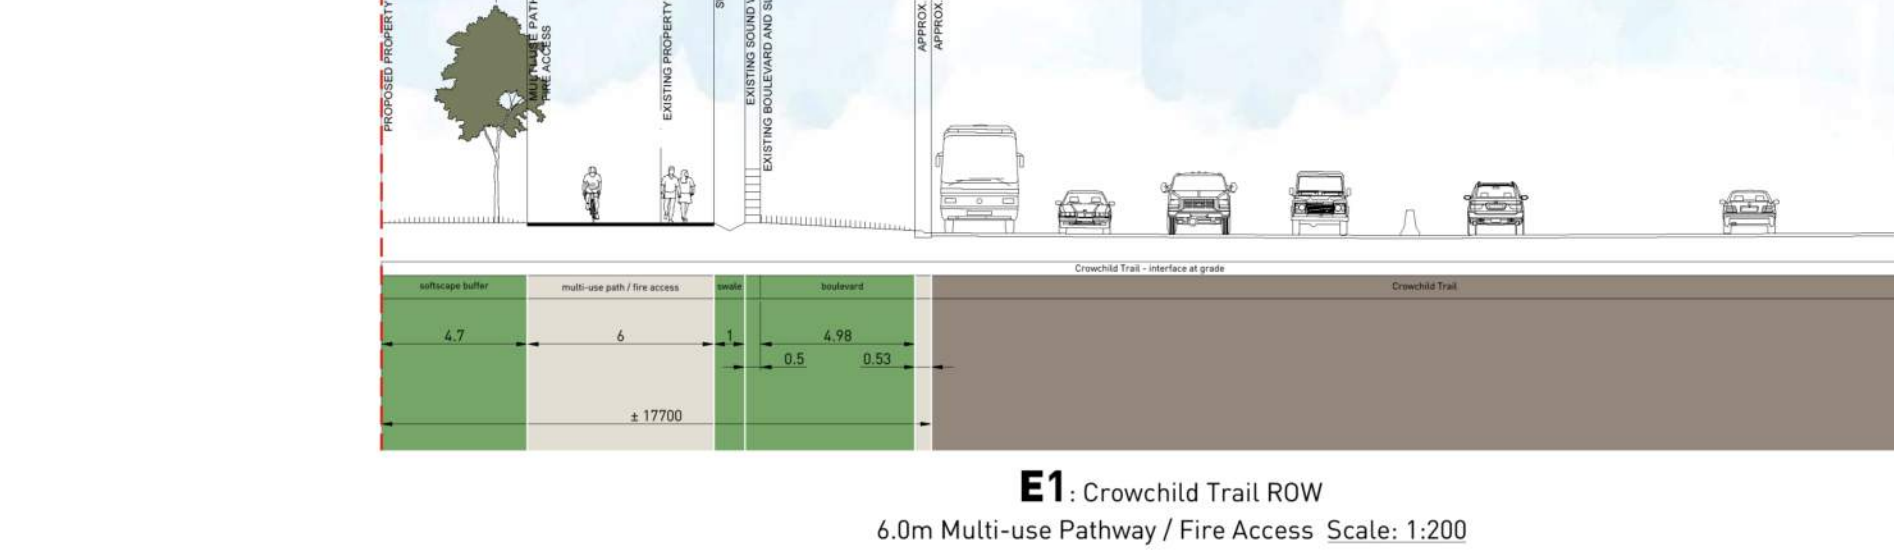 PROPOSED PROPERTY
MULTI-USE PATH
FIRE ACCESS
EXISTING PROPERTY
EXISTING SOUND
EXISTING BOULEVARD AND
APPROX.
APPROX.
Crowchild Trail - interface at grade
softscape buffer
multi-use path / fire access
swale
boulevard
Crowchild Trail
4.7
6
1
4.98
0.5
0.53
± 17700
E1: Crowchild Trail ROW
6.0m Multi-use Pathway / Fire Access Scale: 1:200